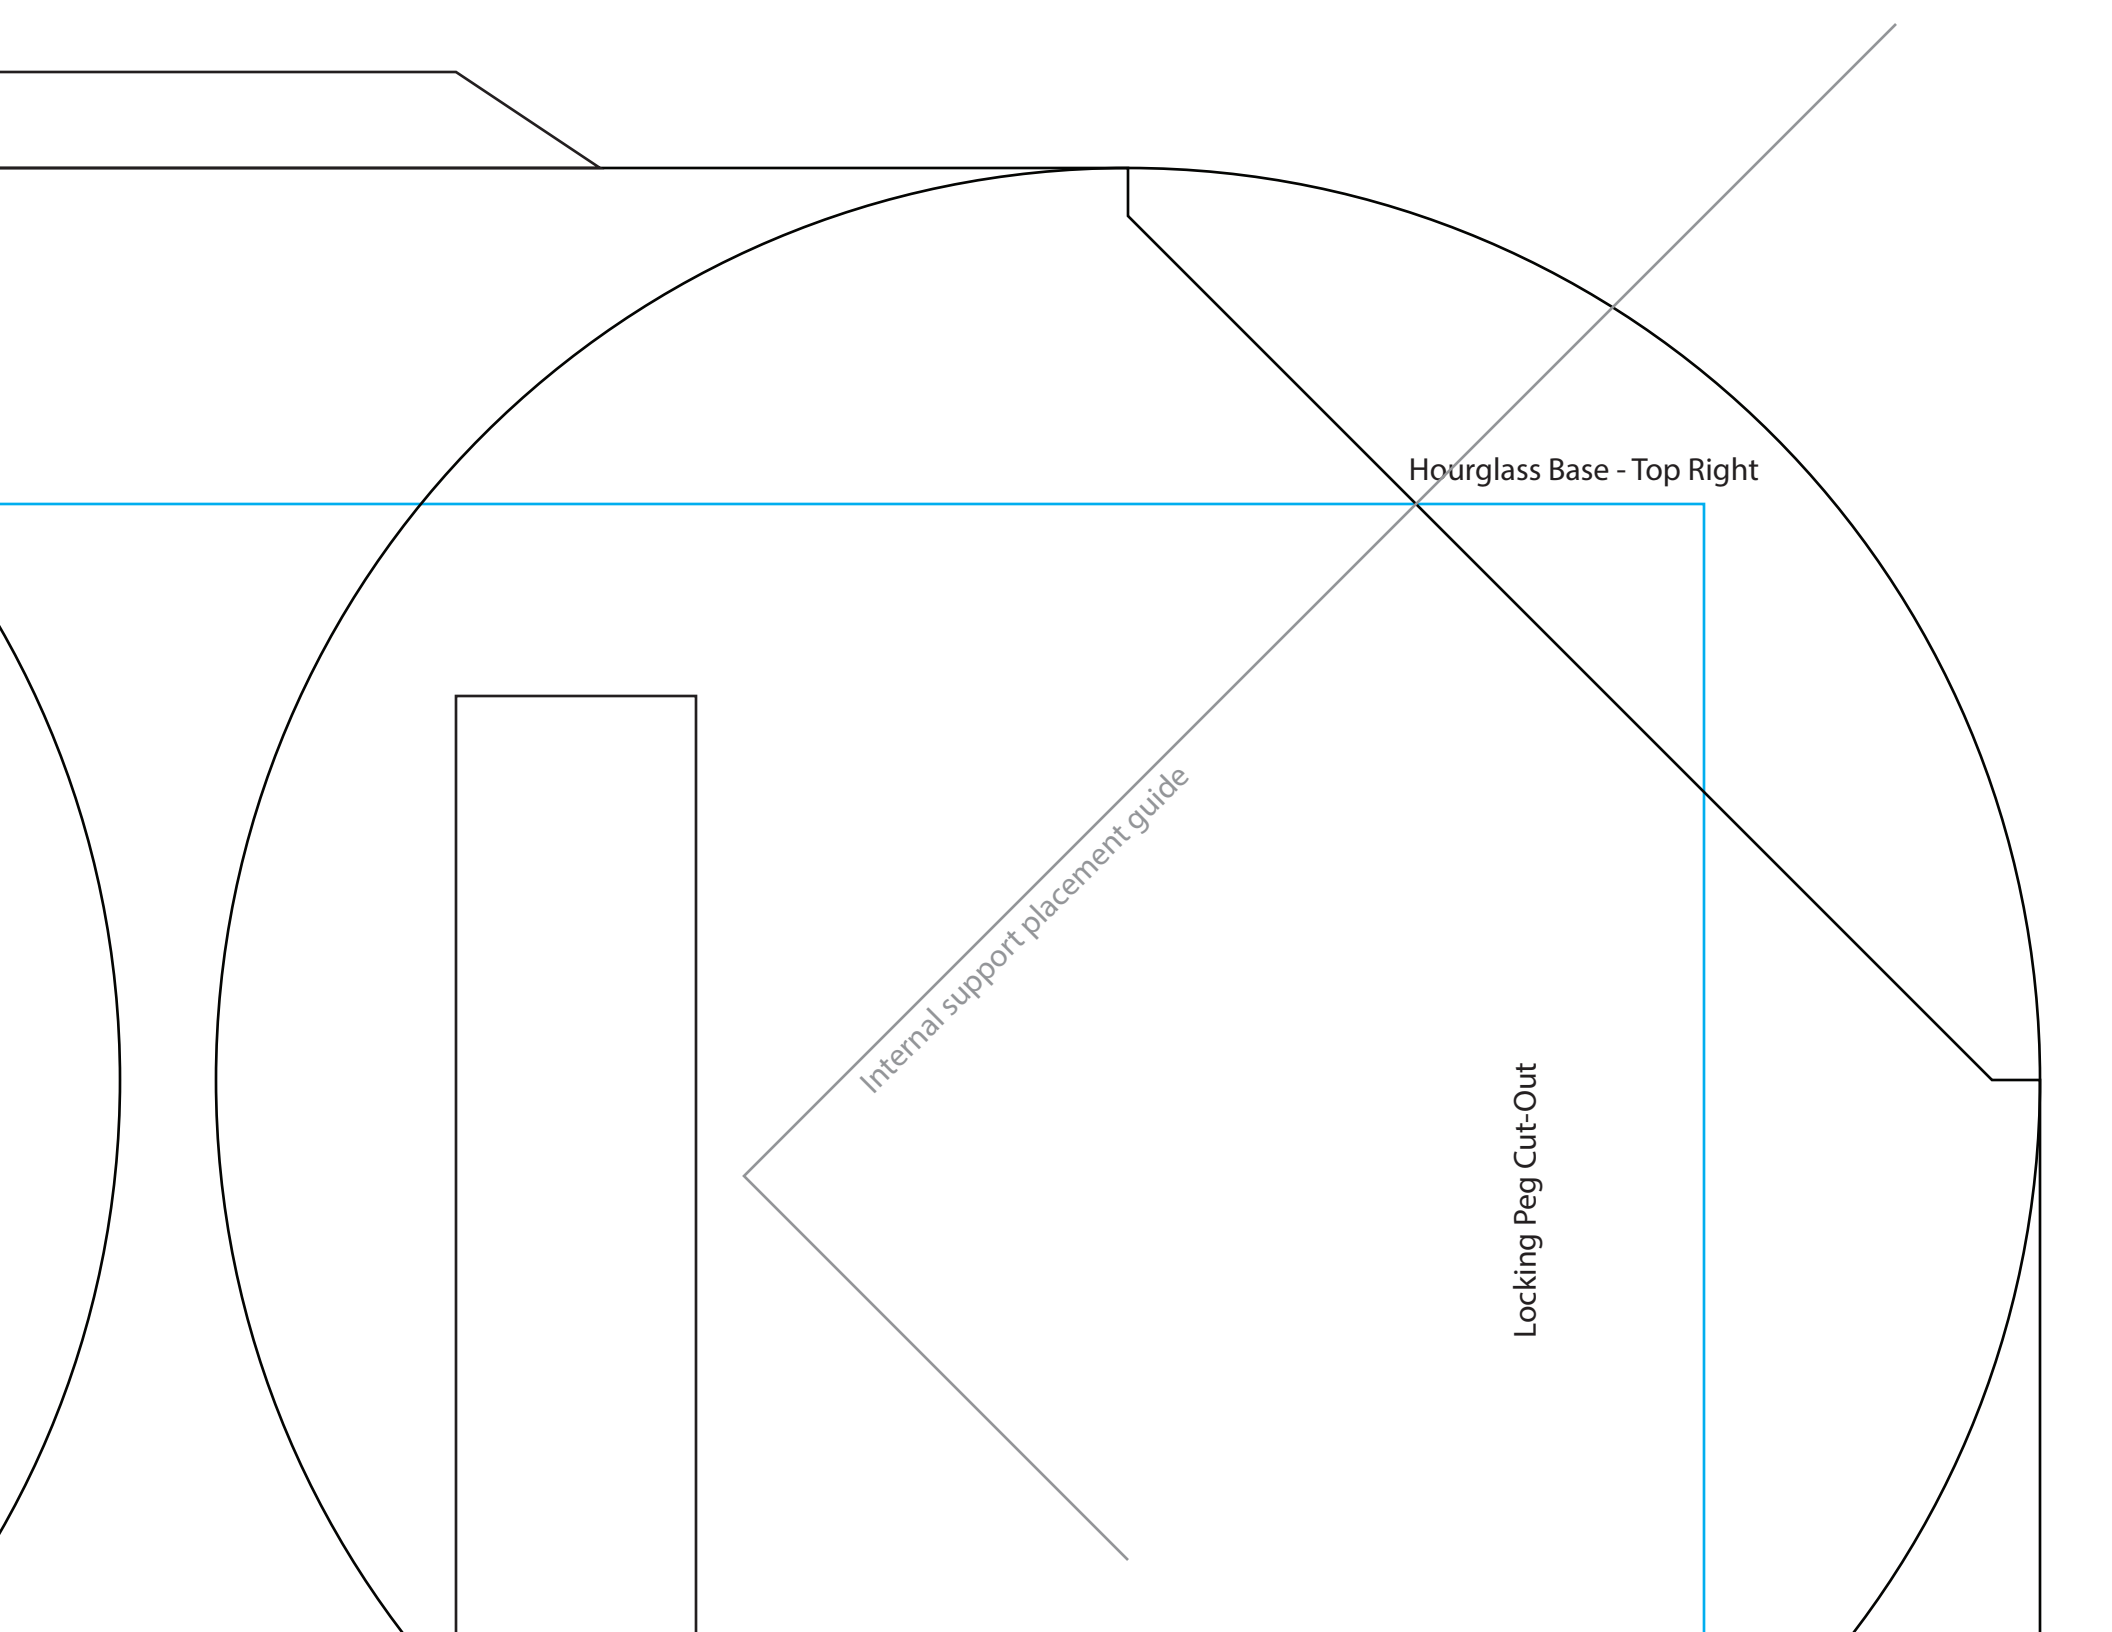 Hourglass Base - Top Right
Internal support placement guide
Locking Peg Cut-Out